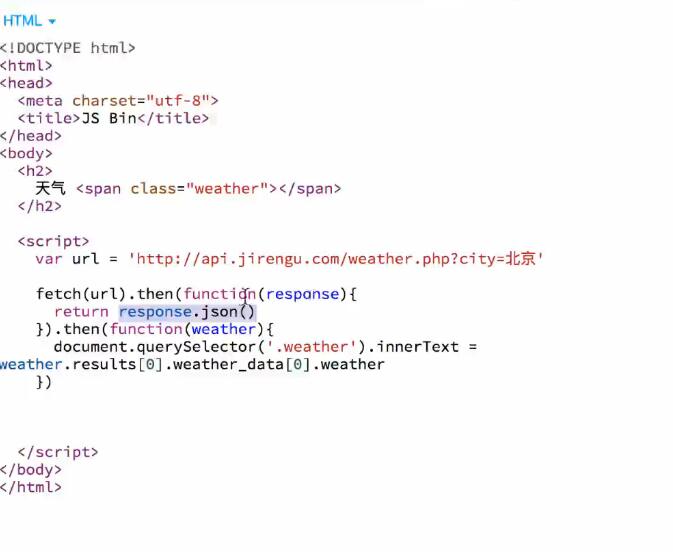 HTML
<!DOCTYPE html>
<html>
<head>
  <meta charset="utf-8">
  <title>JS Bin</title>
</head>
<body>
  <h2>
    天气 <span class="weather"></span>
  </h2>

  <script>
    var url = 'http://api.jirengu.com/weather.php?city=北京'

    fetch(url).then(function(response){
      return response.json()
    }).then(function(weather){
      document.querySelector('.weather').innerText =
weather.results[0].weather_data[0].weather
    })

  </script>
</body>
</html>